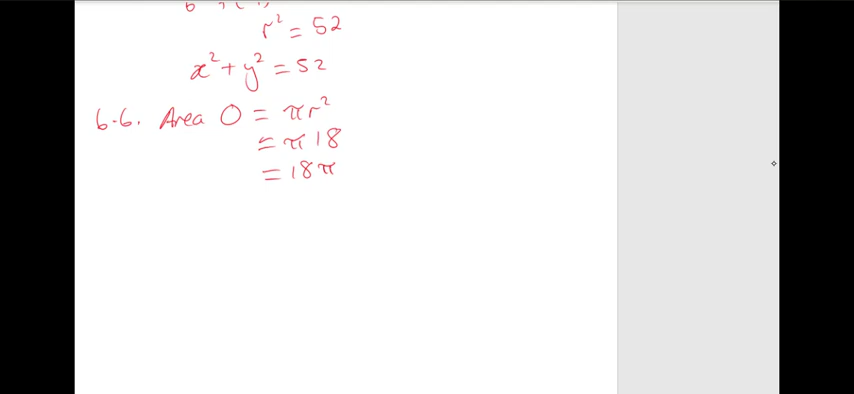 r² = 52
x² + y² = 52
6.6. Area O = πr²
= π 18
= 18π